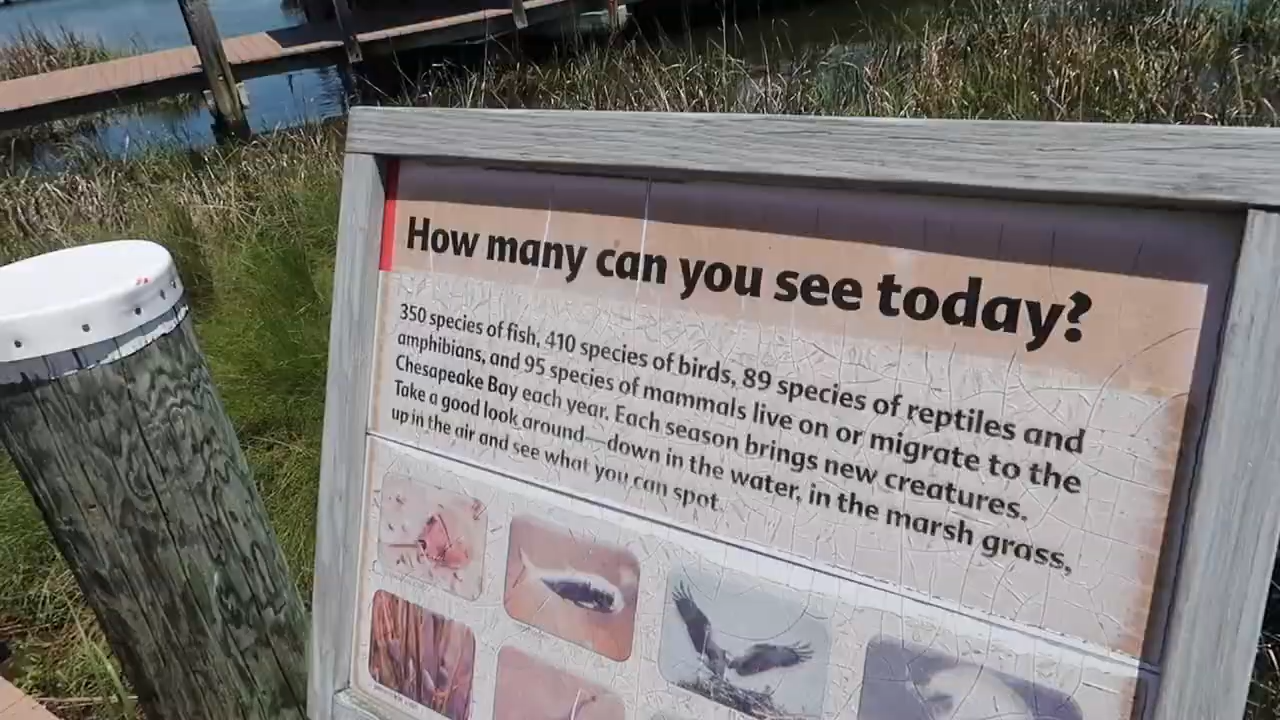 How many can you see today?
350 species of fish, 410 species of birds, 89 species of reptiles and
amphibians, and 95 species of mammals live on or migrate to the
Chesapeake Bay each year. Each season brings new creatures.
Take a good look around—down in the water, in the marsh grass,
up in the air and see what you can spot.